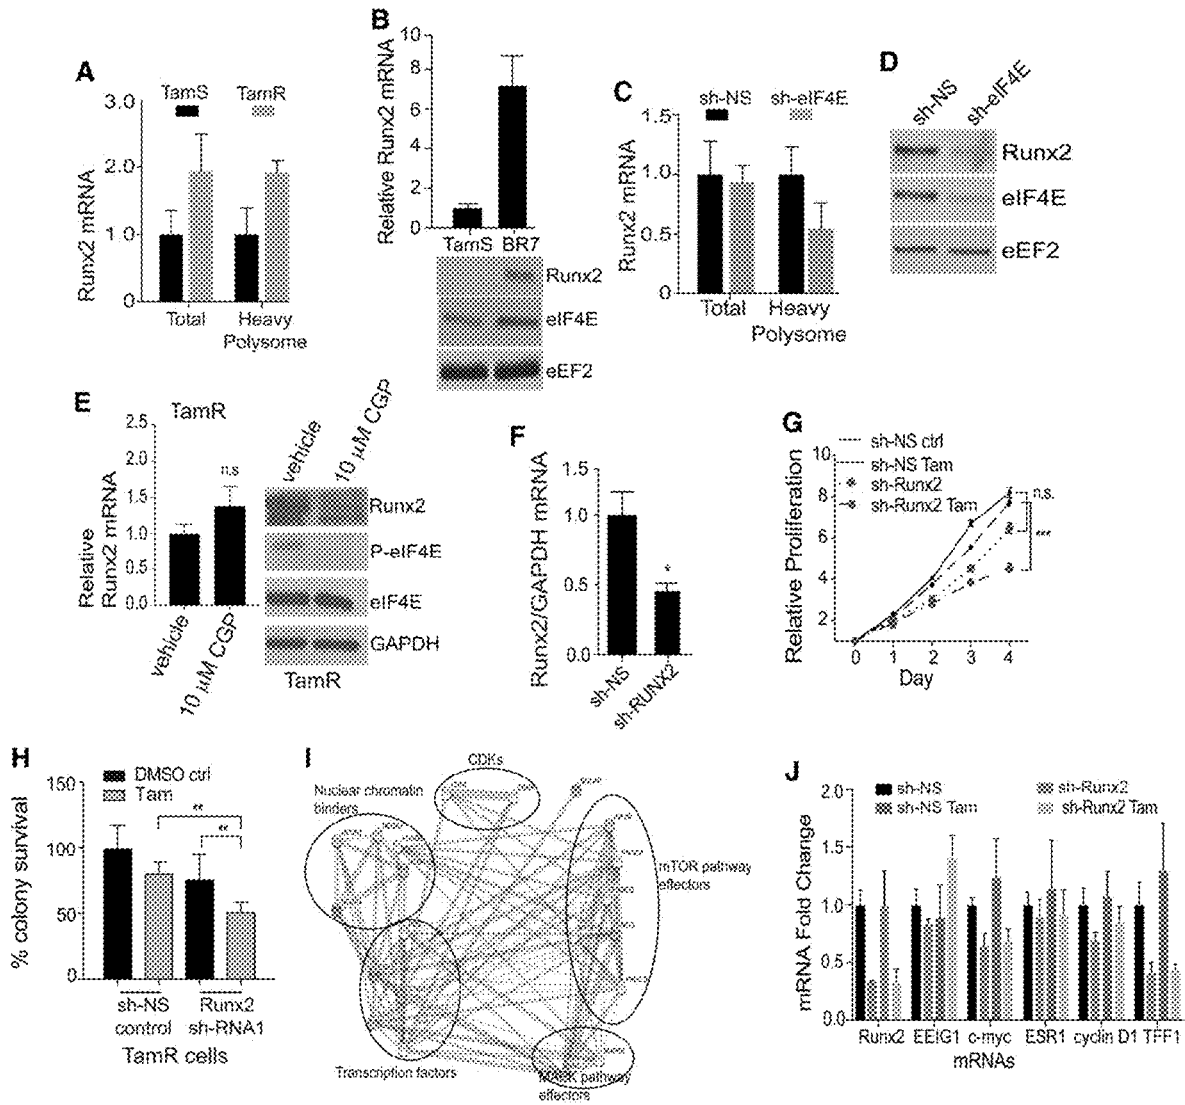 A
TamS TamR
3.0
2.0
1.0
0
Runx2 mRNA
Total Heavy Polysome
B
10
8
6
4
2
0
Relative Runx2 mRNA
TamS BR7
Runx2
eIF4E
eEF2
C
sh-NS sh-eIF4E
1.5
1.0
0.5
0
Runx2 mRNA
Total Heavy Polysome
D
sh-NS sh-eIF4E
Runx2
eIF4E
eEF2
E
TamR
2.5
2.0
1.5
1.0
0.5
0.0
Relative
Runx2 mRNA
n.s
vehicle 10 µM CGP
vehicle 10 µM CGP
Runx2
P-eIF4E
eIF4E
GAPDH
TamR
F
1.5
1.0
0.5
0.0
Runx2/GAPDH mRNA
*
sh-NS sh-RUNX2
G
sh-NS ctrl
sh-NS Tam
sh-Runx2
sh-Runx2 Tam
10
8
6
4
2
Relative Proliferation
n.s.
***
0 1 2 3 4
Day
H
DMSO ctrl
Tam
150
100
50
0
% colony survival
**
**
sh-NS control
Runx2 sh-RNA1
TamR cells
I
CDKs
Nuclear chromatin
binders
mTOR pathway
effectors
Transcription factors
MAPK pathway
effectors
J
sh-NS sh-Runx2
sh-NS Tam sh-Runx2 Tam
2.0
1.5
1.0
0.5
0.0
mRNA Fold Change
Runx2 EEIG1 c-myc ESR1 cyclin D1 TFF1
mRNAs